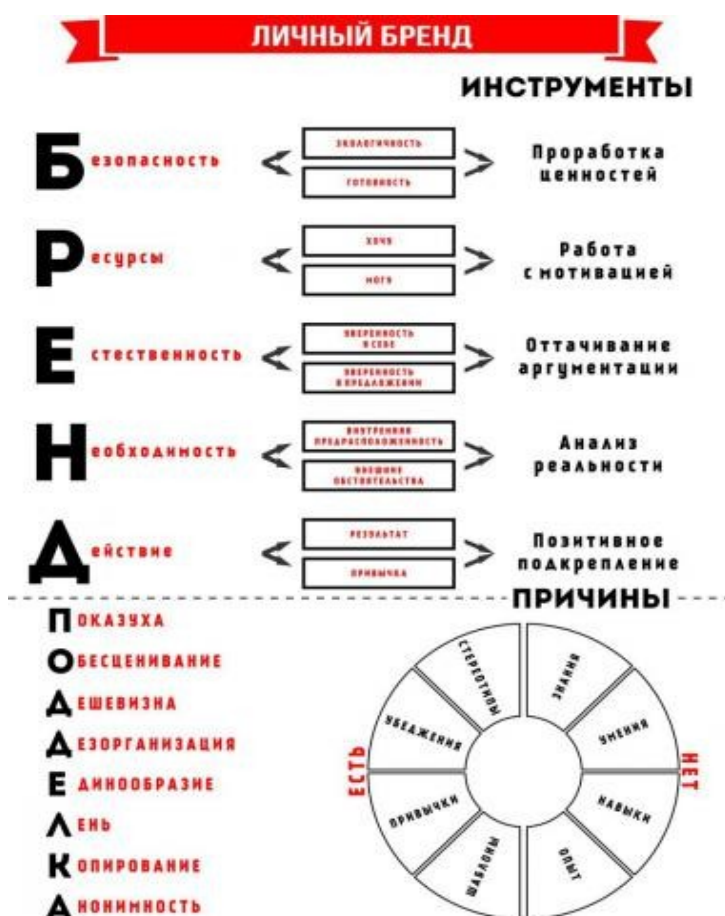 ЛИЧНЫЙ БРЕНД
ИНСТРУМЕНТЫ
Безопасность
ЭКОЛОГИЧНОСТЬ
ГОТОВНОСТЬ
Проработка
ценностей
Ресурсы
ХОЧУ
МОГУ
Работа
с мотивацией
Естественность
УВЕРЕННОСТЬ
В СЕБЕ
УВЕРЕННОСТЬ
В ПРЕДЛОЖЕНИИ
Оттачивание
аргументации
Необходимость
ВНУТРЕННЯЯ
ПРЕДРАСПОЛОЖЕННОСТЬ
ВНЕШНИЕ
ОБСТОЯТЕЛЬСТВА
Анализ
реальности
Действие
РЕЗУЛЬТАТ
ПРИВЫЧКА
Позитивное
подкрепление
ПРИЧИНЫ
ПОКАЗУХА
ОБЕСЦЕНИВАНИЕ
ДЕШЕВИЗНА
ДЕЗОРГАНИЗАЦИЯ
ЕДИНООБРАЗИЕ
ЛЕНЬ
КОПИРОВАНИЕ
АНОНИМНОСТЬ
ЕСТЬ
СТЕРЕОТИПЫ
УБЕДЖЕНИЯ
ПРИВЫЧКИ
ШАБЛОНЫ
ЗНАНИЯ
УМЕНИЯ
НАВЫКИ
ОПЫТ
НЕТ